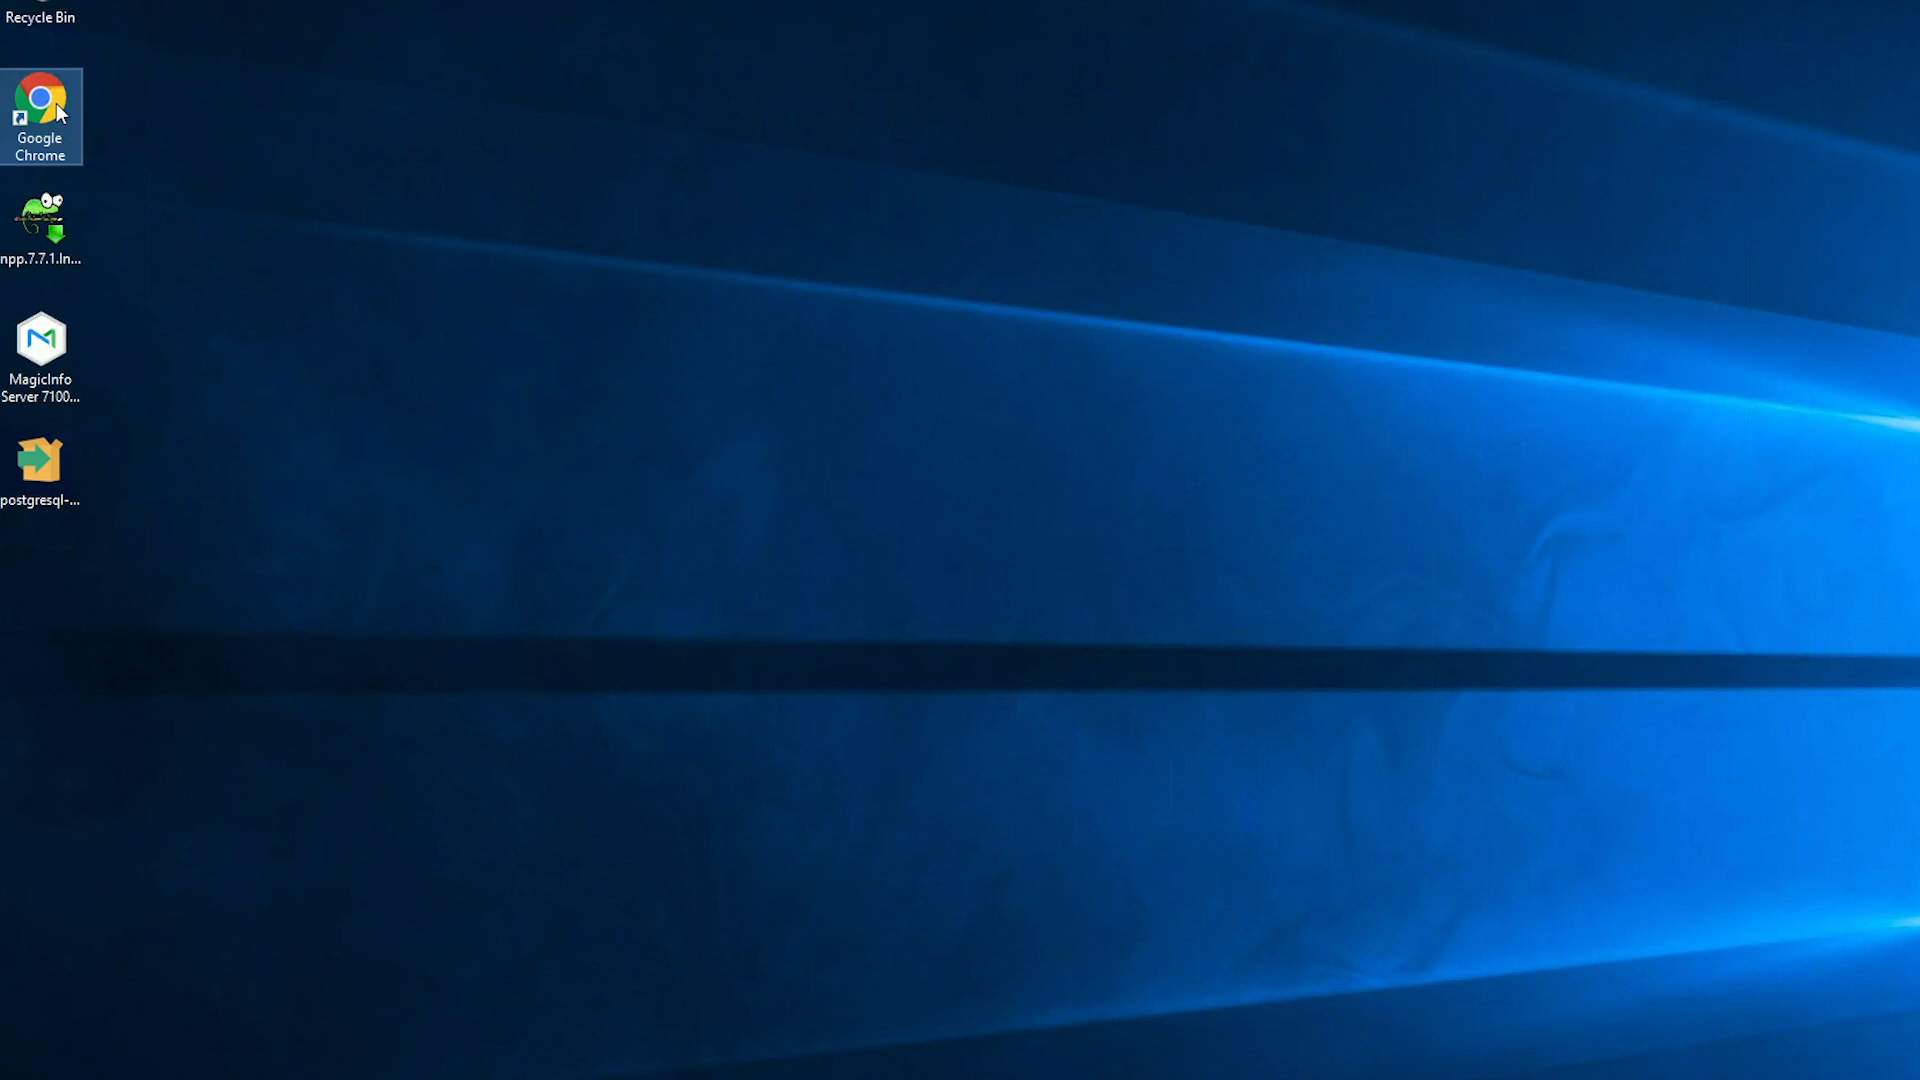 Recycle Bin
Google
Chrome
npp.7.7.1.In...
MagicInfo
Server 7100...
postgresql-...